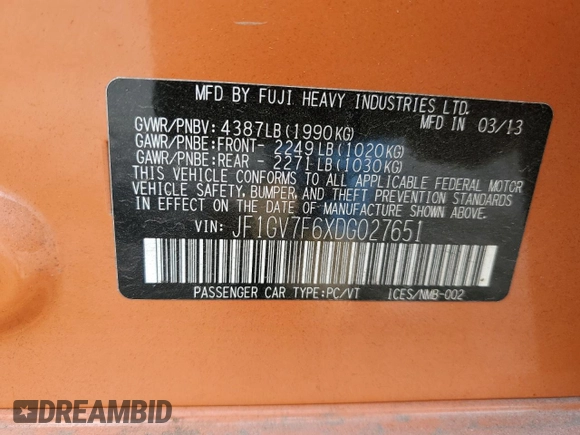 MFD BY FUJI HEAVY INDUSTRIES LTD.
GVWR/PNBV: 4387LB(1990KG) MFD IN 03/13
GAWR/PNBE:FRONT- 2249LB(1020KG)
GAWR/PNBE:REAR - 2271LB(1030KG)
THIS VEHICLE CONFORMS TO ALL APPLICABLE FEDERAL MOTOR
VEHICLE SAFETY, BUMPER, AND THEFT PREVENTION STANDARDS
IN EFFECT ON THE DATE OF MANUFACTURE SHOWN ABOVE.
VIN: JF1GV7F6XDG027651
PASSENGER CAR TYPE:PC/VT ICES/NMB-002
DREAMBID